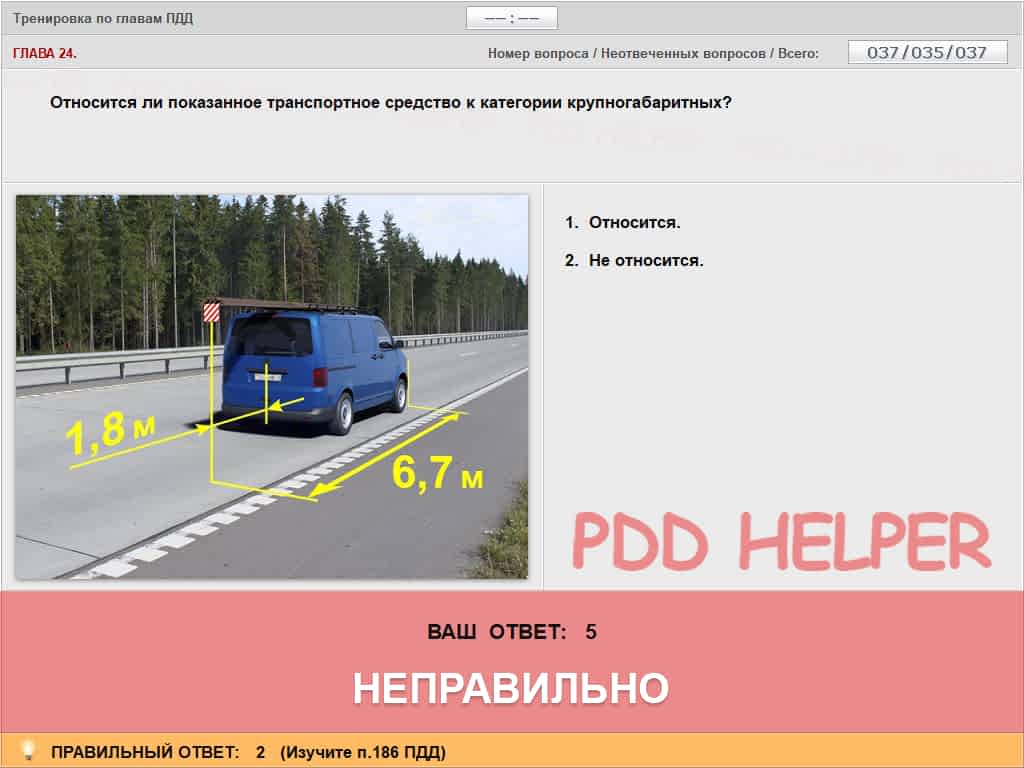 Тренировка по главам ПДД
—— : ——
ГЛАВА 24.
Номер вопроса / Неотвеченных вопросов / Всего:
037/035/037
Относится ли показанное транспортное средство к категории крупногабаритных?
1. Относится.
2. Не относится.
1,8 м
6,7 м
PDD HELPER
ВАШ ОТВЕТ: 5
НЕПРАВИЛЬНО
ПРАВИЛЬНЫЙ ОТВЕТ: 2 (Изучите п.186 ПДД)